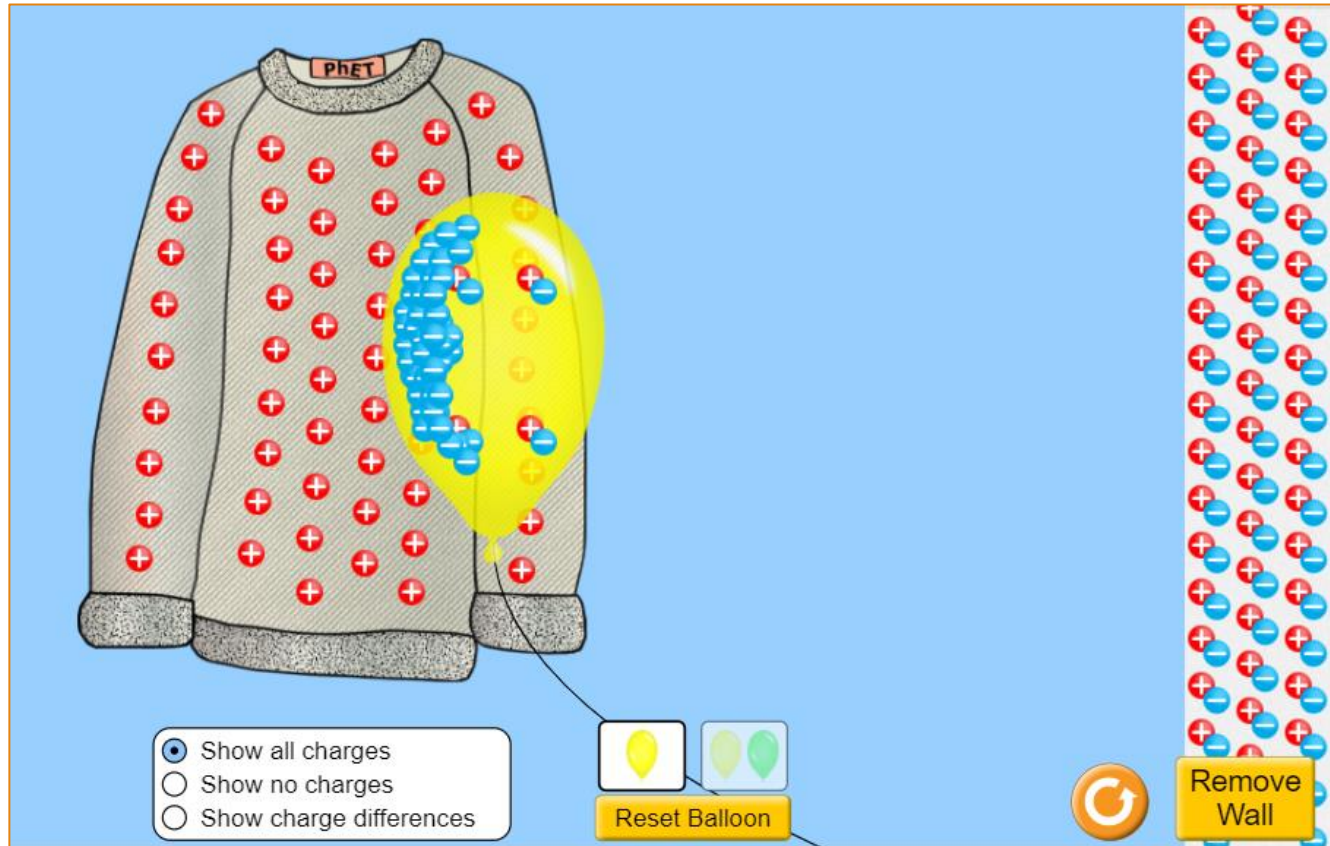 PhET
Show all charges
Show no charges
Show charge differences
Reset Balloon
Remove
Wall